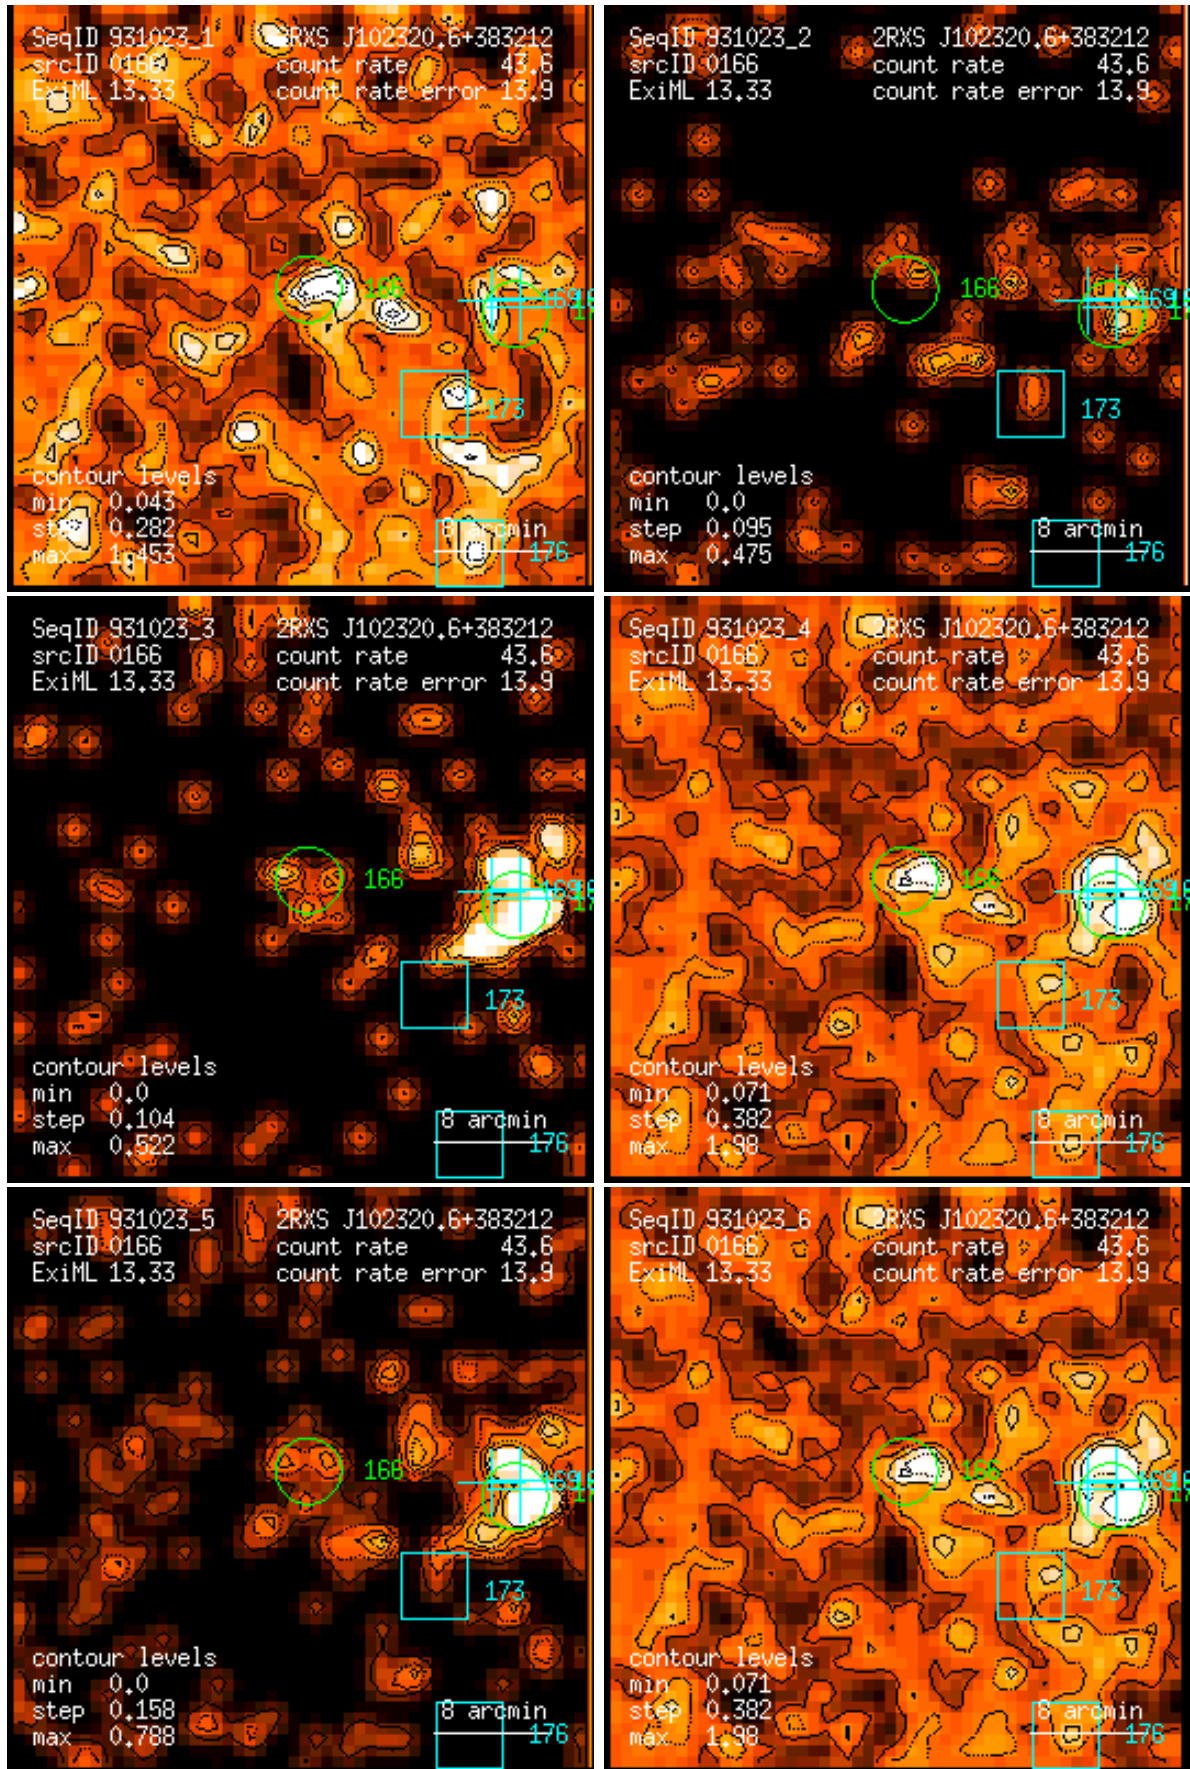 SeqID 931023_1 2RXS J102320.6+383212
srcID 0166 count rate 43.6
ExiML 13.33 count rate error 13.9
166
169
173
contour levels
min 0.043
step 0.282
max 1.453
8 arcmin
176
SeqID 931023_2 2RXS J102320.6+383212
srcID 0166 count rate 43.6
ExiML 13.33 count rate error 13.9
166
169
173
contour levels
min 0.0
step 0.095
max 0.475
8 arcmin
176
SeqID 931023_3 2RXS J102320.6+383212
srcID 0166 count rate 43.6
ExiML 13.33 count rate error 13.9
166
169
173
contour levels
min 0.0
step 0.104
max 0.522
8 arcmin
176
SeqID 931023_4 2RXS J102320.6+383212
srcID 0166 count rate 43.6
ExiML 13.33 count rate error 13.9
166
169
173
contour levels
min 0.071
step 0.382
max 1.98
8 arcmin
176
SeqID 931023_5 2RXS J102320.6+383212
srcID 0166 count rate 43.6
ExiML 13.33 count rate error 13.9
166
169
173
contour levels
min 0.0
step 0.158
max 0.788
8 arcmin
176
SeqID 931023_6 2RXS J102320.6+383212
srcID 0166 count rate 43.6
ExiML 13.33 count rate error 13.9
166
169
173
contour levels
min 0.071
step 0.382
max 1.98
8 arcmin
176